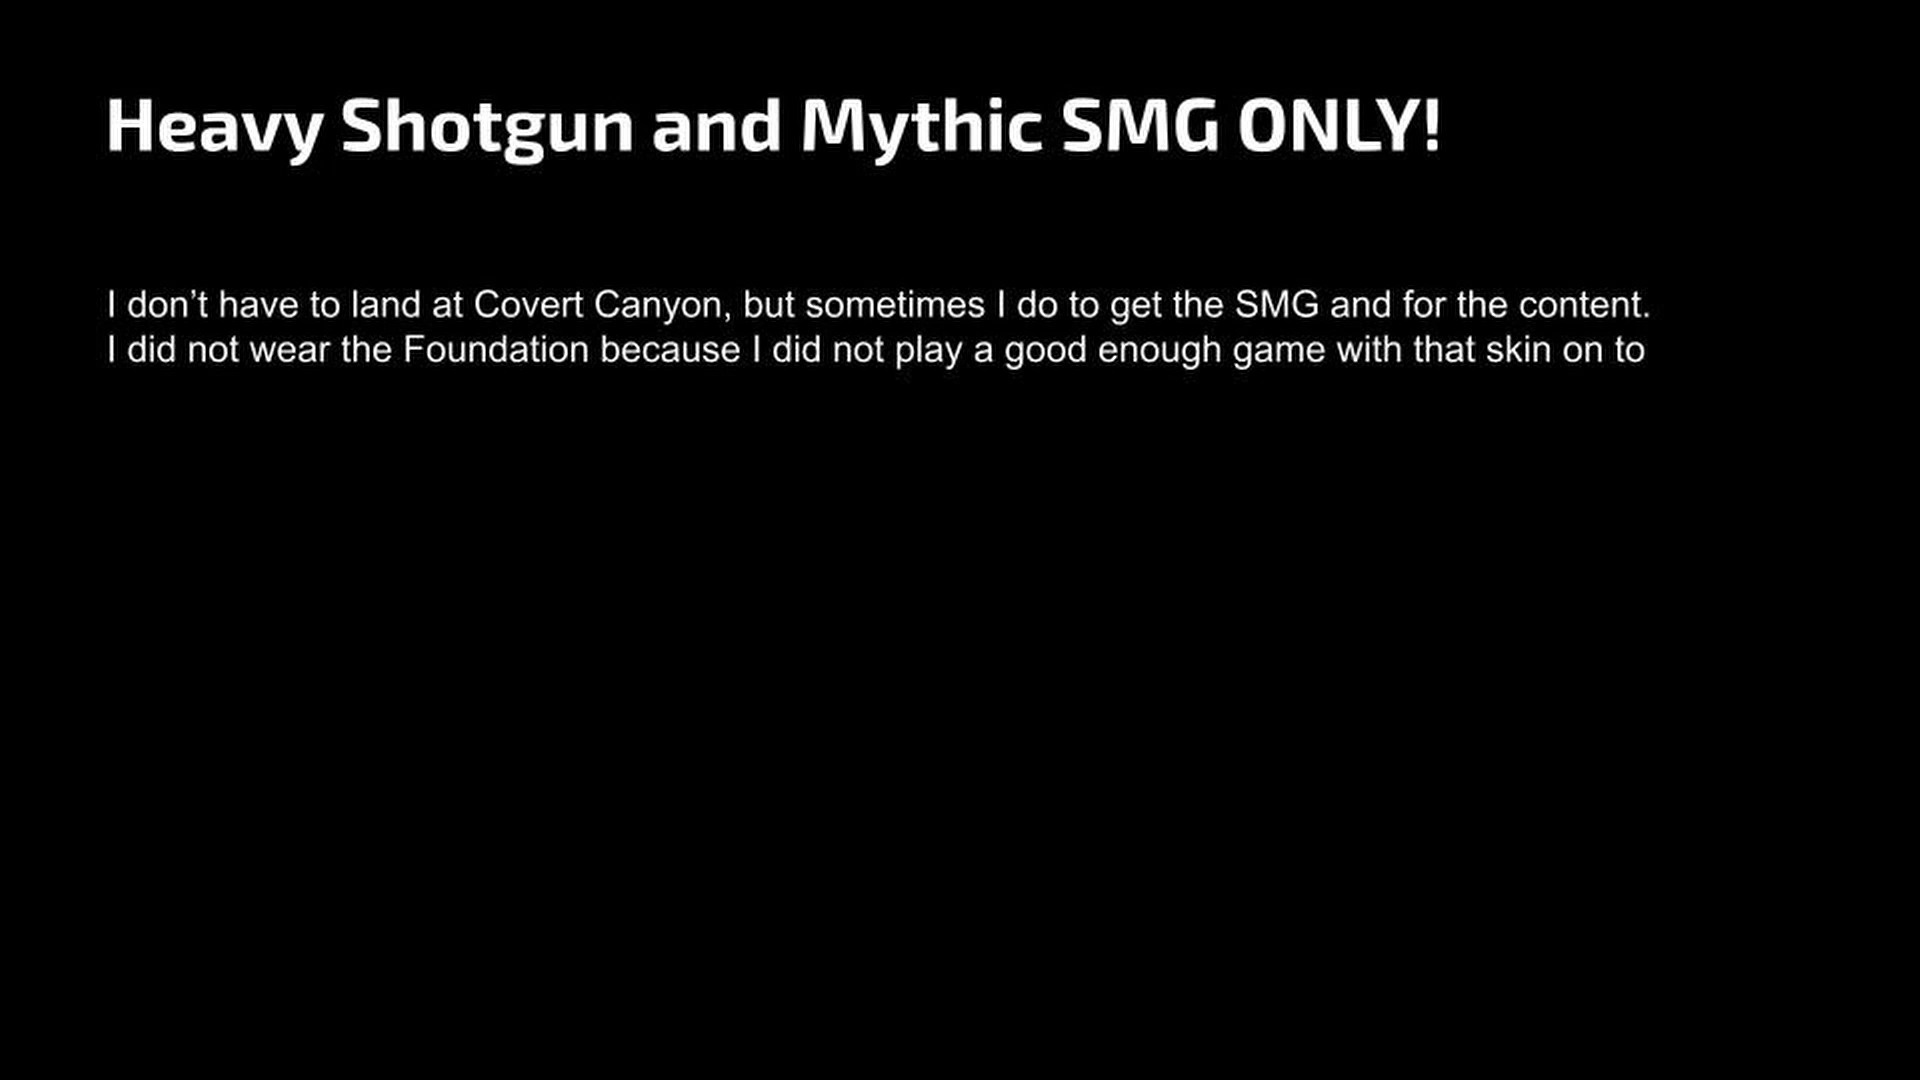 Heavy Shotgun and Mythic SMG ONLY!
I don’t have to land at Covert Canyon, but sometimes I do to get the SMG and for the content.
I did not wear the Foundation because I did not play a good enough game with that skin on to